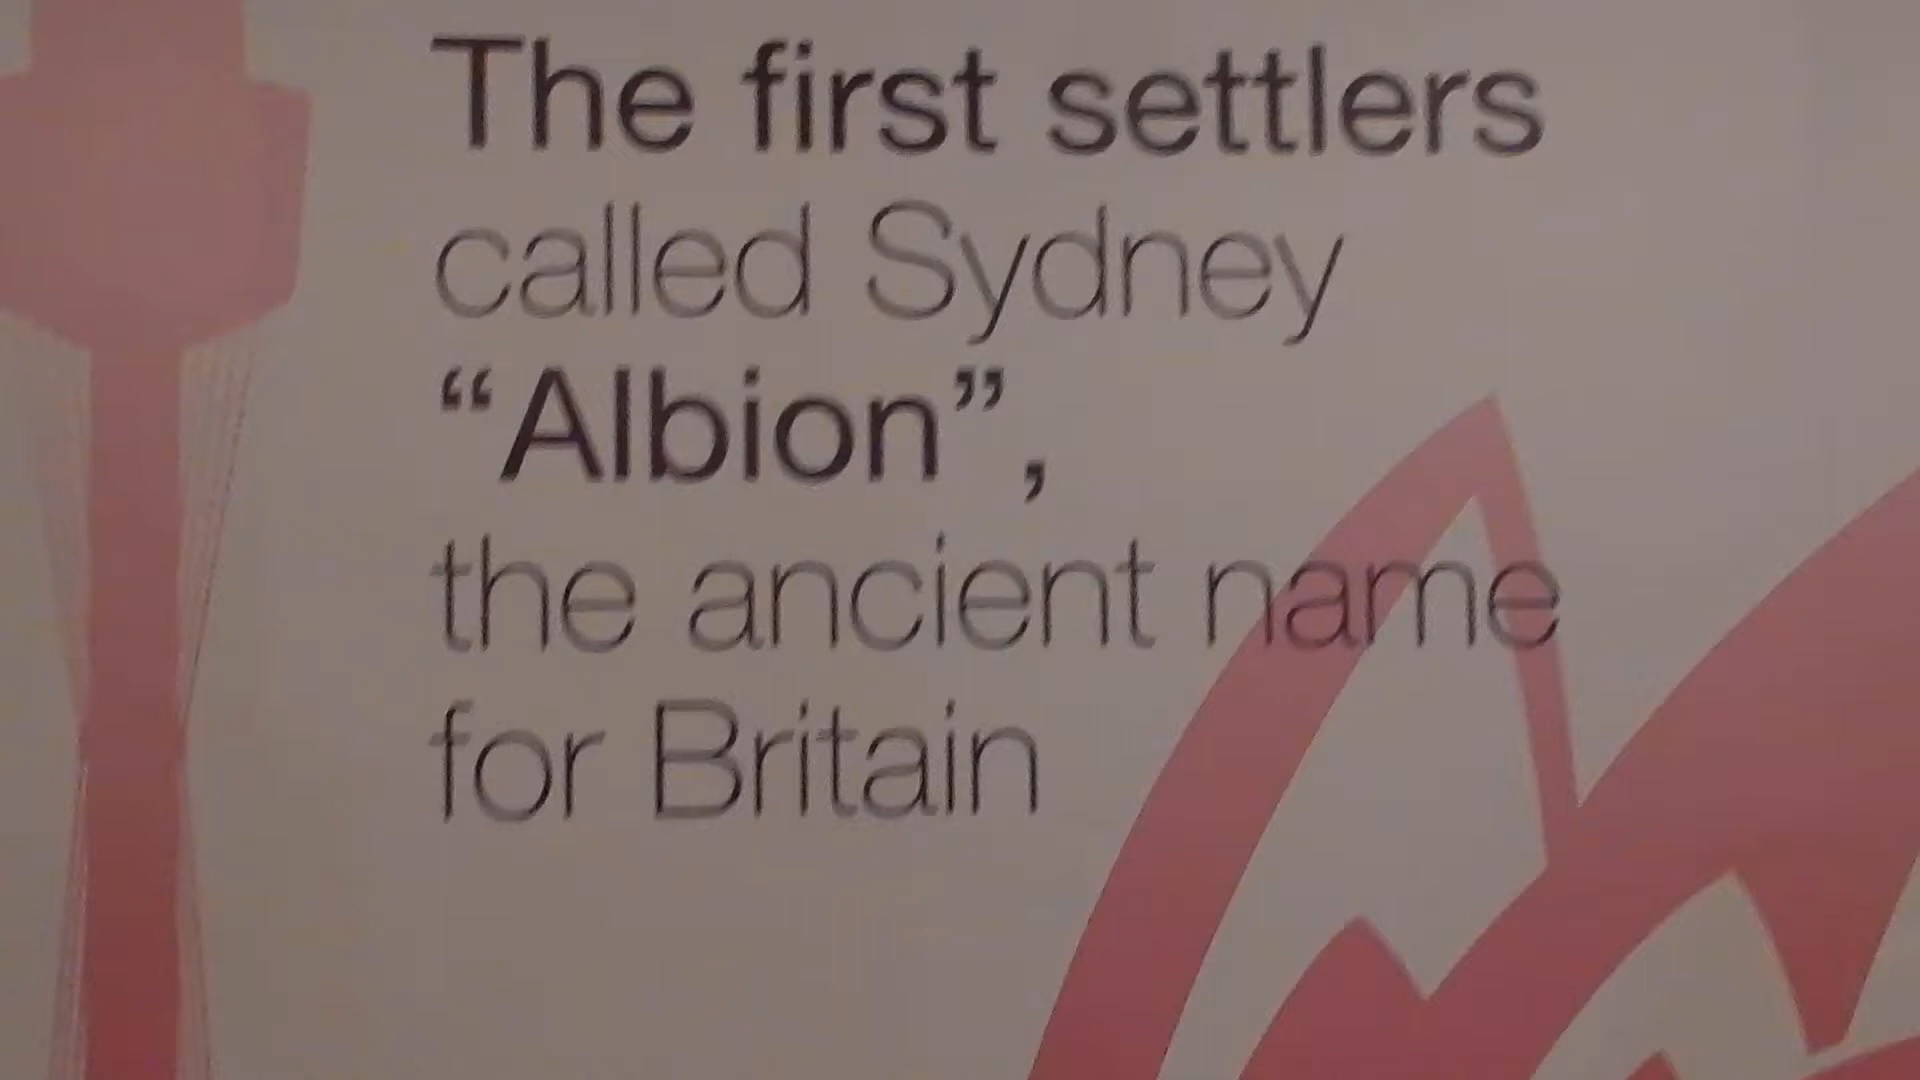 The first settlers
called Sydney
“Albion”,
the ancient name
for Britain